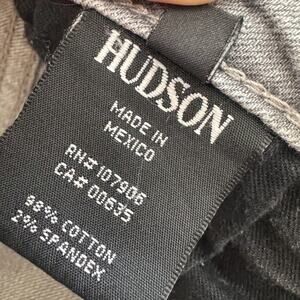 HUDSON
MADE IN
MEXICO
RN# 107906
CA# 00635
98% COTTON
2% SPANDEX